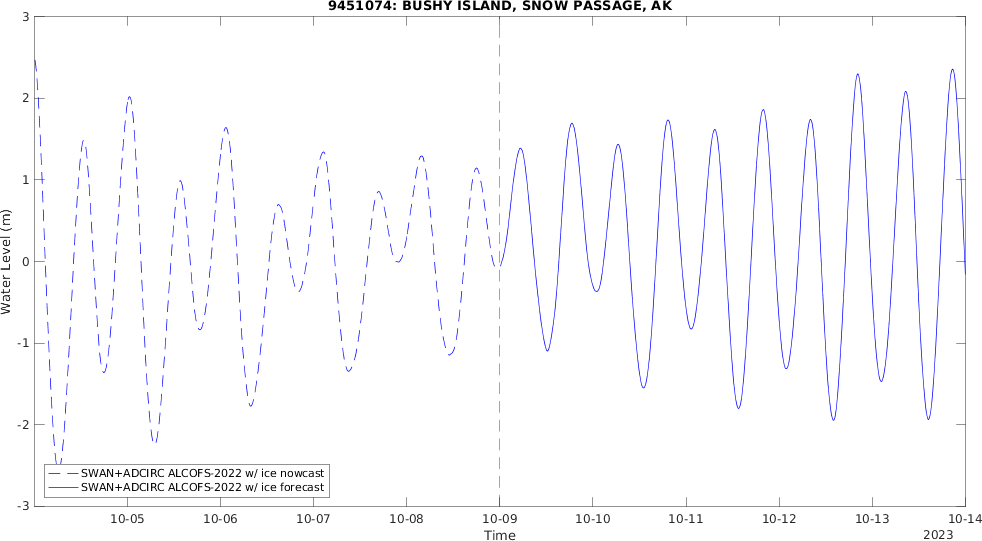 9451074: BUSHY ISLAND, SNOW PASSAGE, AK
3
2
1
0
-1
-2
-3
Water Level (m)
SWAN+ADCIRC ALCOFS-2022 w/ ice nowcast
SWAN+ADCIRC ALCOFS-2022 w/ ice forecast
10-05 10-06 10-07 10-08 10-09 10-10 10-11 10-12 10-13 10-14
Time
2023